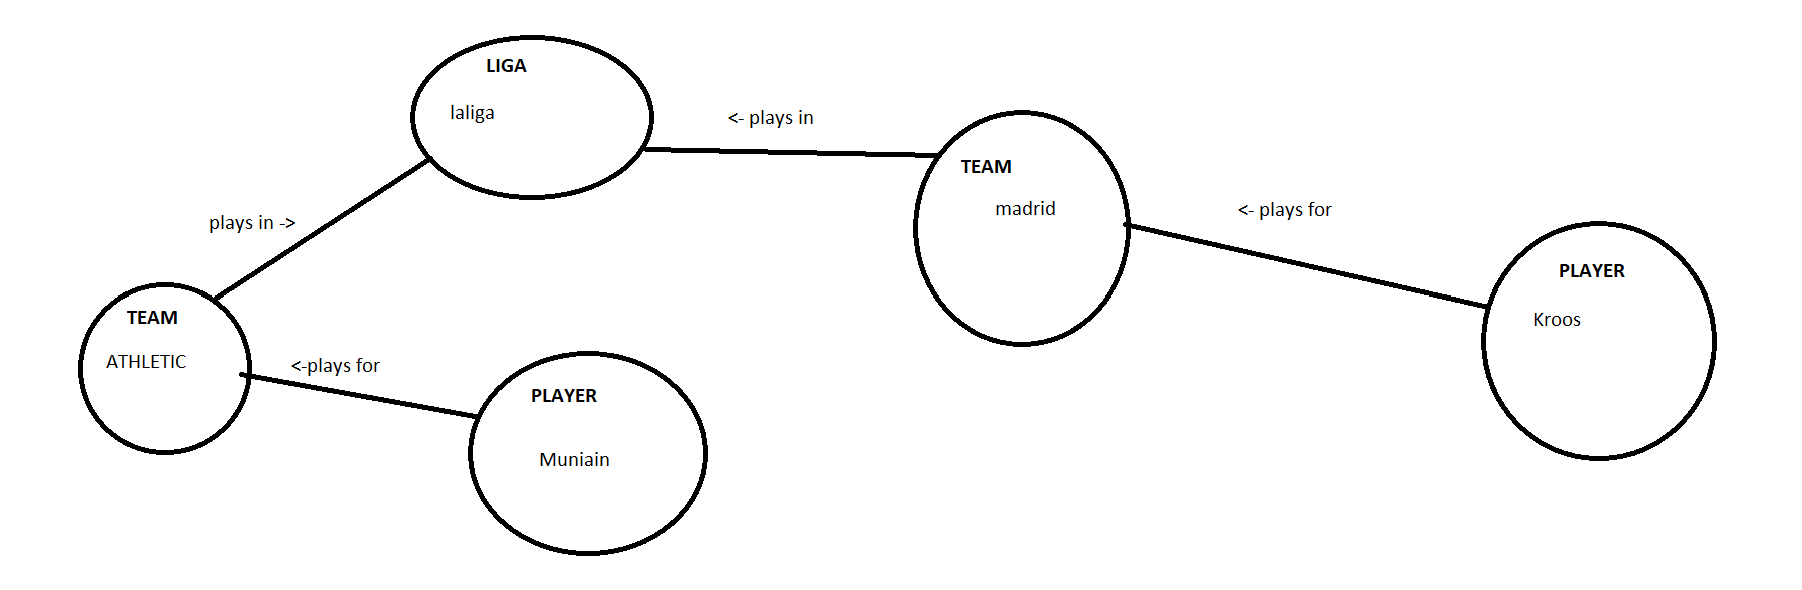 LIGA
laliga
<- plays in
TEAM
madrid
<- plays for
PLAYER
Kroos
plays in ->
TEAM
ATHLETIC
<-plays for
PLAYER
Muniain